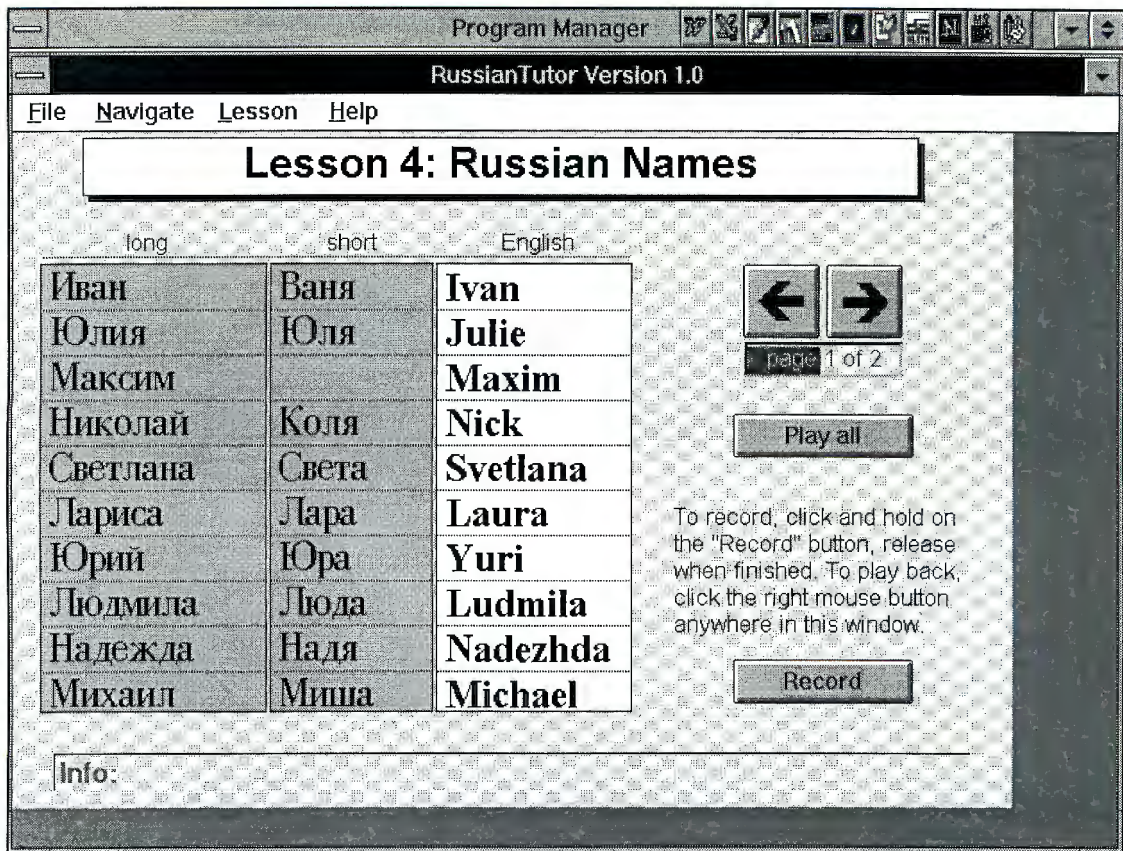 Program Manager
RussianTutor Version 1.0
File Navigate Lesson Help
Lesson 4: Russian Names
long short English
Иван Ваня Ivan
Юлия Юля Julie
Максим Maxim
Николай Коля Nick
Светлана Света Svetlana
Лариса Лара Laura
Юрий Юра Yuri
Людмила Люда Ludmila
Надежда Надя Nadezhda
Михаил Миша Michael
page 1 of 2
Play all
To record, click and hold on
the "Record" button, release
when finished. To play back,
click the right mouse button
anywhere in this window.
Record
Info: